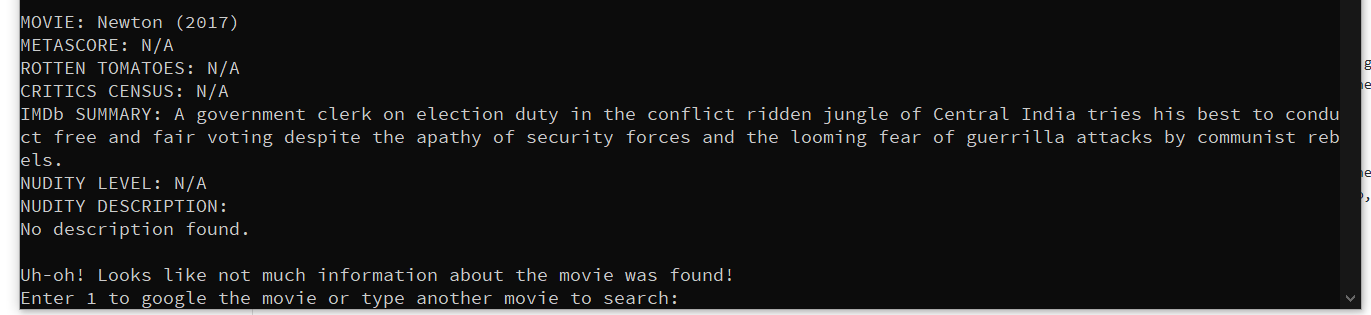 MOVIE: Newton (2017)
METASCORE: N/A
ROTTEN TOMATOES: N/A
CRITICS CENSUS: N/A
IMDb SUMMARY: A government clerk on election duty in the conflict ridden jungle of Central India tries his best to condu
ct free and fair voting despite the apathy of security forces and the looming fear of guerrilla attacks by communist reb
els.
NUDITY LEVEL: N/A
NUDITY DESCRIPTION:
No description found.
Uh-oh! Looks like not much information about the movie was found!
Enter 1 to google the movie or type another movie to search: